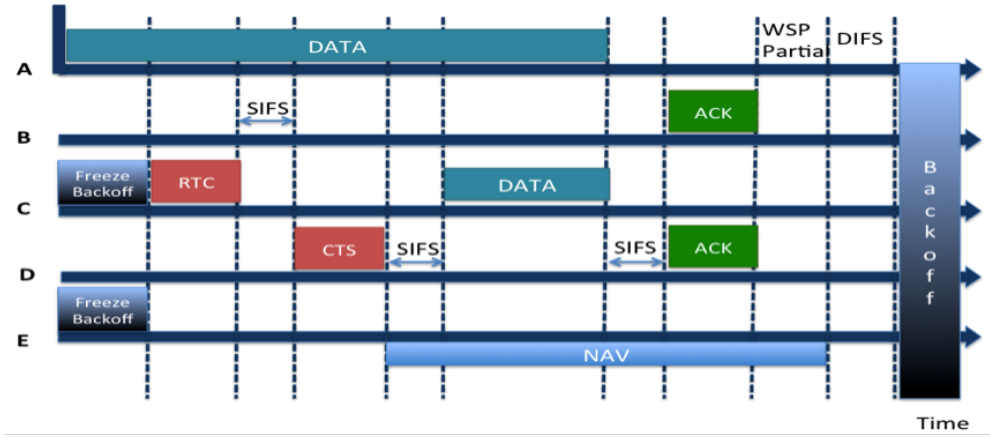 WSP
Partial
DIFS
DATA
A
SIFS
ACK
B
Freeze
Backoff
RTC
DATA
C
CTS
SIFS
SIFS
ACK
D
Freeze
Backoff
E
NAV
B
a
c
k
o
f
f
Time